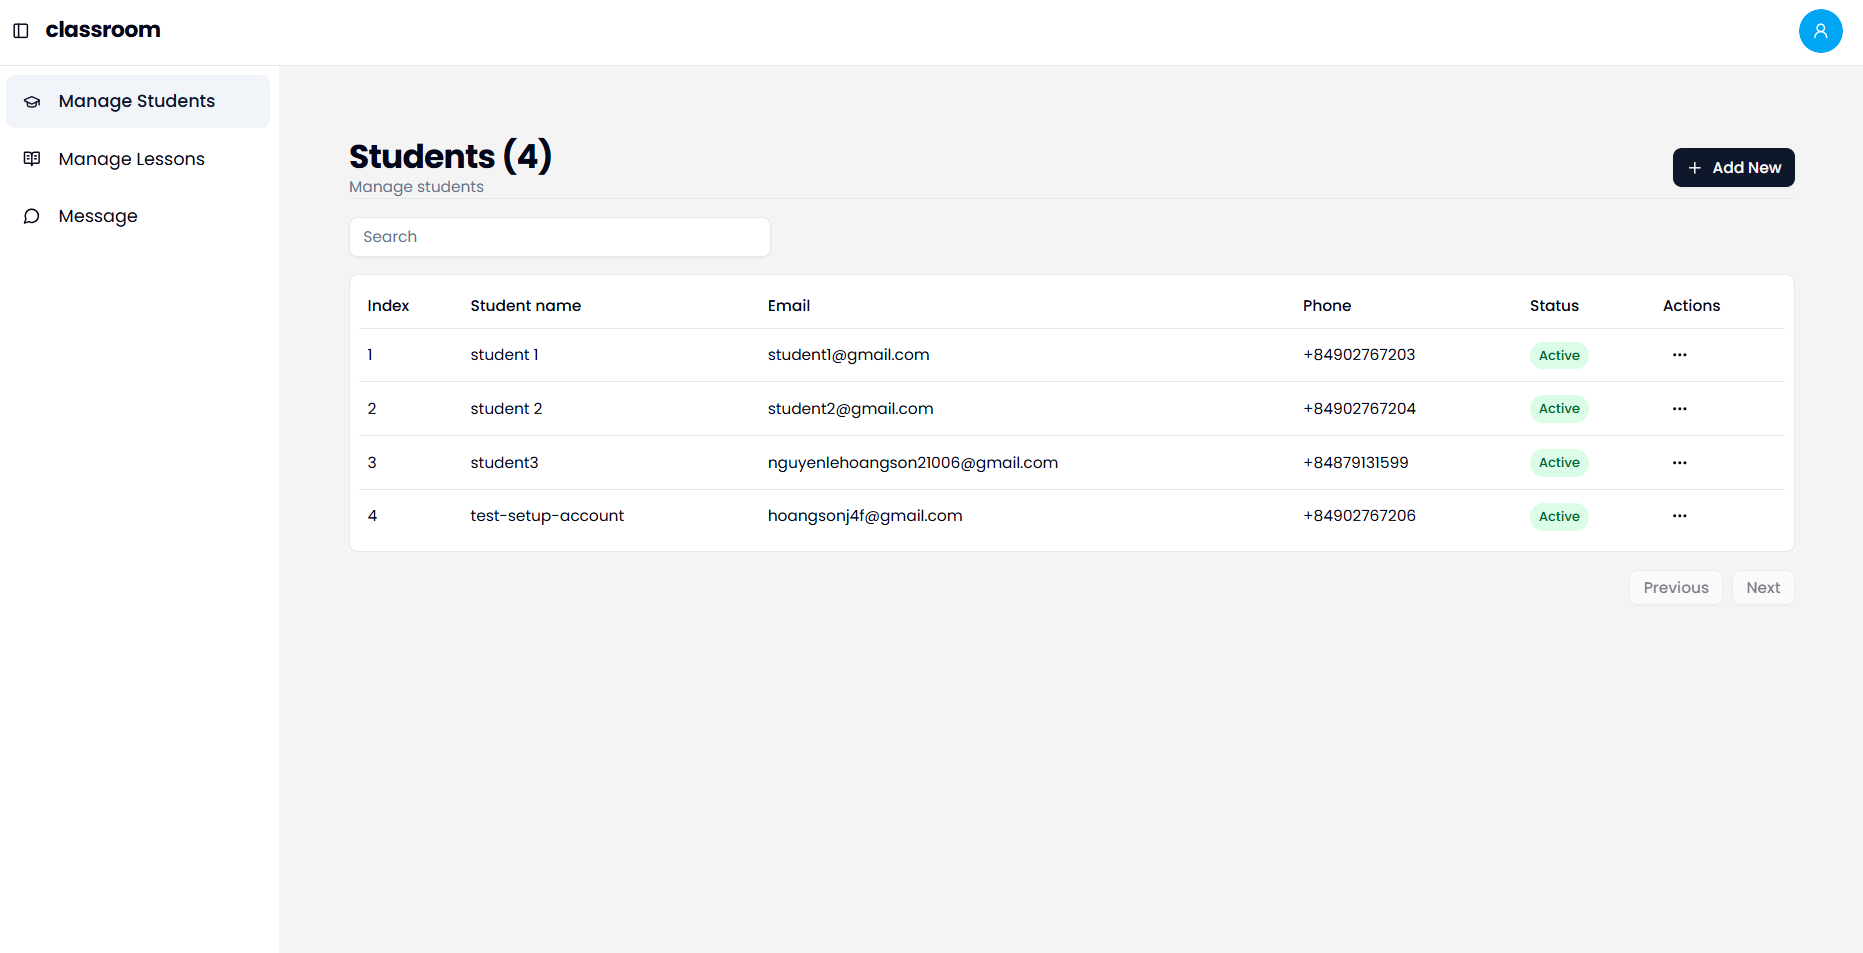 classroom
Manage Students
Manage Lessons
Message
Students (4)
Manage students
+ Add New
Search
Index Student name Email Phone Status Actions
1 student 1 student1@gmail.com +84902767203 Active ···
2 student 2 student2@gmail.com +84902767204 Active ···
3 student3 nguyenlehoangson21006@gmail.com +84879131599 Active ···
4 test-setup-account hoangsonj4f@gmail.com +84902767206 Active ···
Previous Next